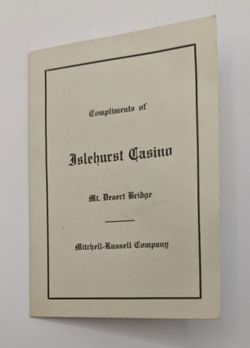 Compliments of
Islehurst Casino
Mt. Desert Bridge
Mitchell-Russell Company